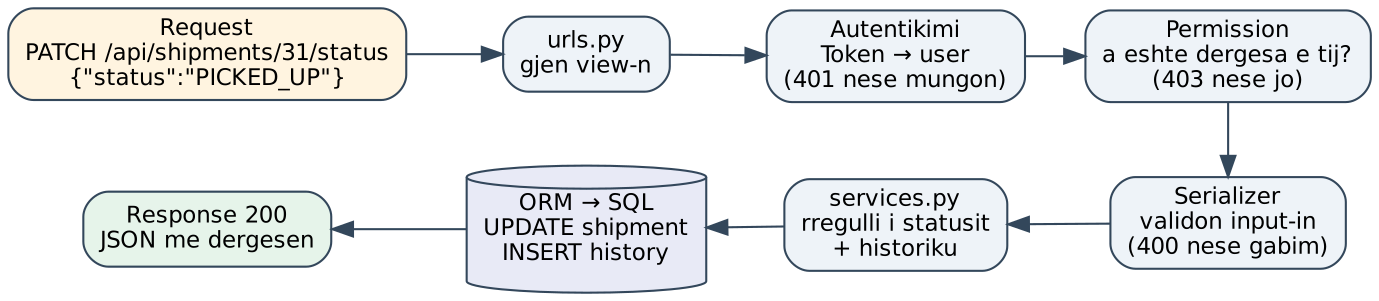 Request
PATCH /api/shipments/31/status
{"status":"PICKED_UP"}
urls.py
gjen view-n
Autentikimi
Token → user
(401 nese mungon)
Permission
a eshte dergesa e tij?
(403 nese jo)
Serializer
validon input-in
(400 nese gabim)
services.py
rregulli i statusit
+ historiku
ORM → SQL
UPDATE shipment
INSERT history
Response 200
JSON me dergesen